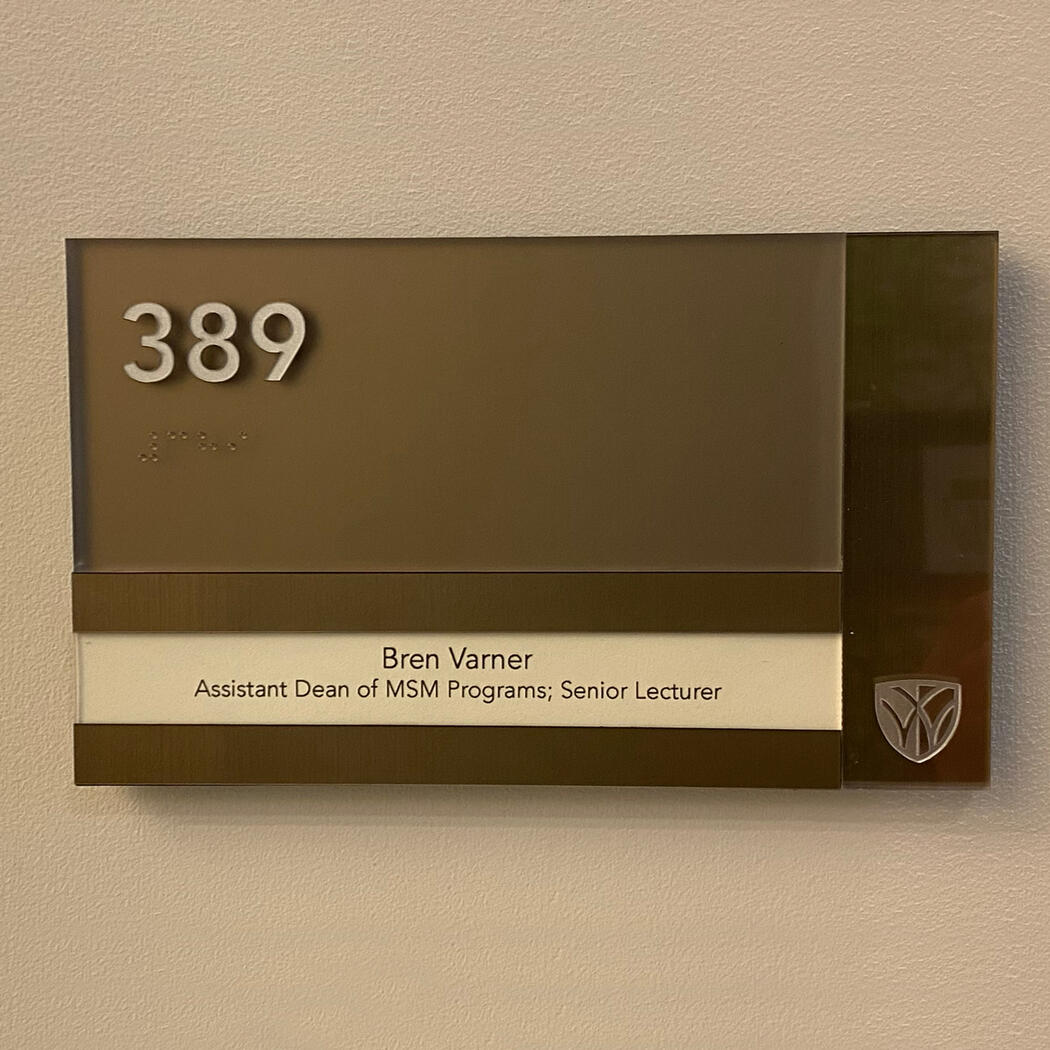 389
⠼⠉⠓⠊
Bren Varner
Assistant Dean of MSM Programs; Senior Lecturer